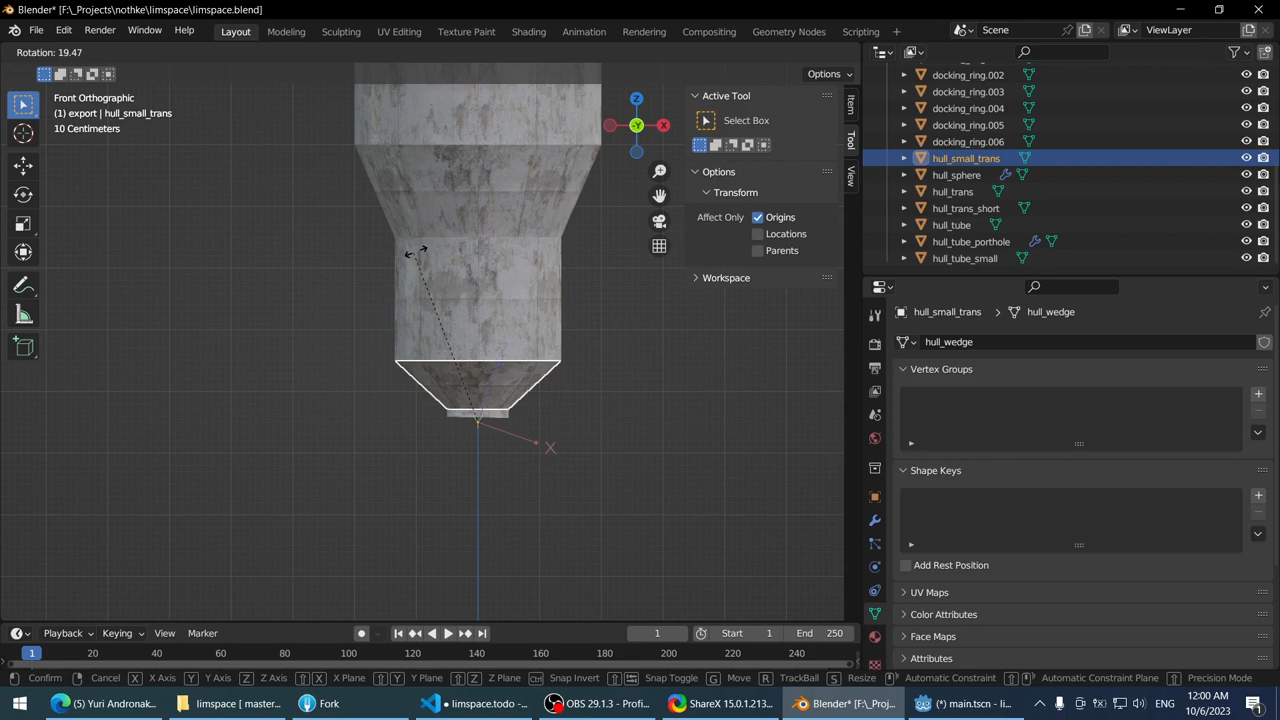 Blender* [F:\_Projects\nothke/limspace\limspace.blend]
File Edit Render Window Help Layout Modeling Sculpting UV Editing Texture Paint Shading Animation Rendering Compositing Geometry Nodes Scripting + Scene ViewLayer
Rotation: 19.47
Options
Front Orthographic
(1) export | hull_small_trans
10 Centimeters
Z
X
-Y
X
Active Tool
Select Box
Options
Transform
Affect Only Origins
Locations
Parents
Workspace
Item
Tool
View
docking_ring.002
docking_ring.003
docking_ring.004
docking_ring.005
docking_ring.006
hull_small_trans
hull_sphere
hull_trans
hull_trans_short
hull_tube
hull_tube_porthole
hull_tube_small
hull_small_trans > hull_wedge
hull_wedge
Vertex Groups
Shape Keys
Add Rest Position
UV Maps
Color Attributes
Face Maps
Attributes
Playback Keying View Marker 1 Start 1 End 250
1 20 40 60 80 100 120 140 160 180 200 220 240
Confirm Cancel X X Axis Y Y Axis Z Z Axis X X Plane Y Y Plane Z Z Plane Ctrl Snap Invert Snap Toggle G Move R TrackBall S Resize Automatic Constraint Automatic Constraint Plane Precision Mode
(5) Yuri Andronak... limspace [ master... Fork • limspace.todo - ... OBS 29.1.3 - Profi... ShareX 15.0.1.213... Blender* [F:\_Proj... (*) main.tscn - li... 12:00 AM
10/6/2023
1